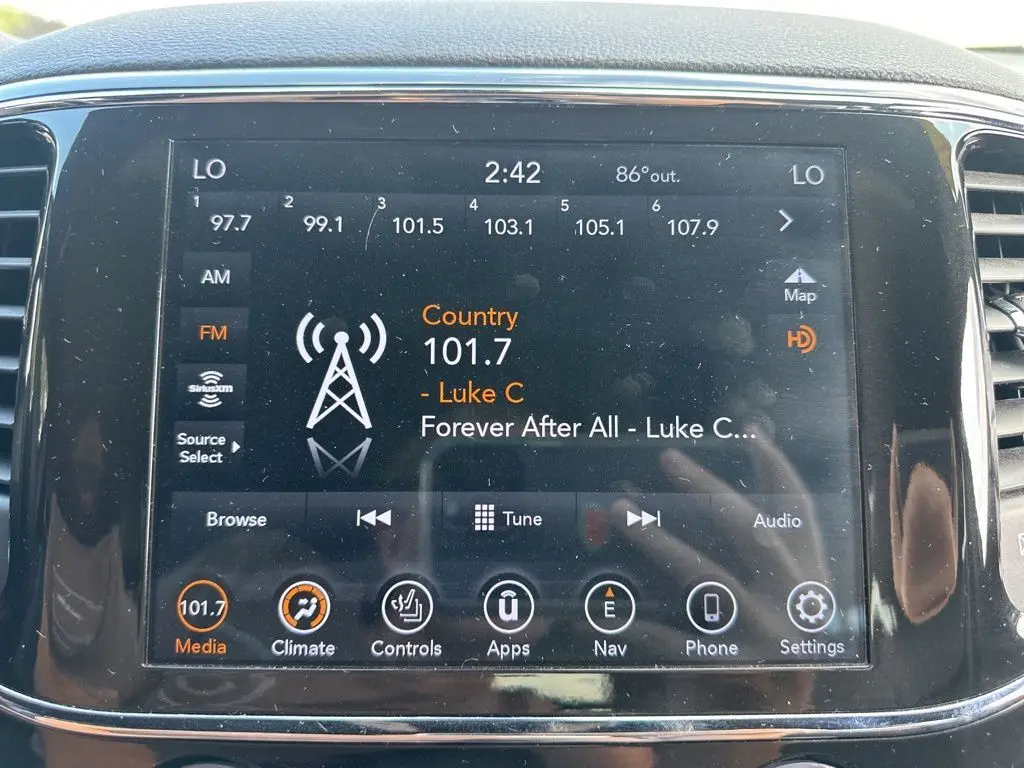 LO 2:42 86°out. LO
1 97.7 2 99.1 3 101.5 4 103.1 5 105.1 6 107.9
AM
Map
FM
HD
Country
101.7
- Luke C
SiriusXM
Forever After All - Luke C...
Source
Select
Browse Tune Audio
101.7 u E
Media Climate Controls Apps Nav Phone Settings